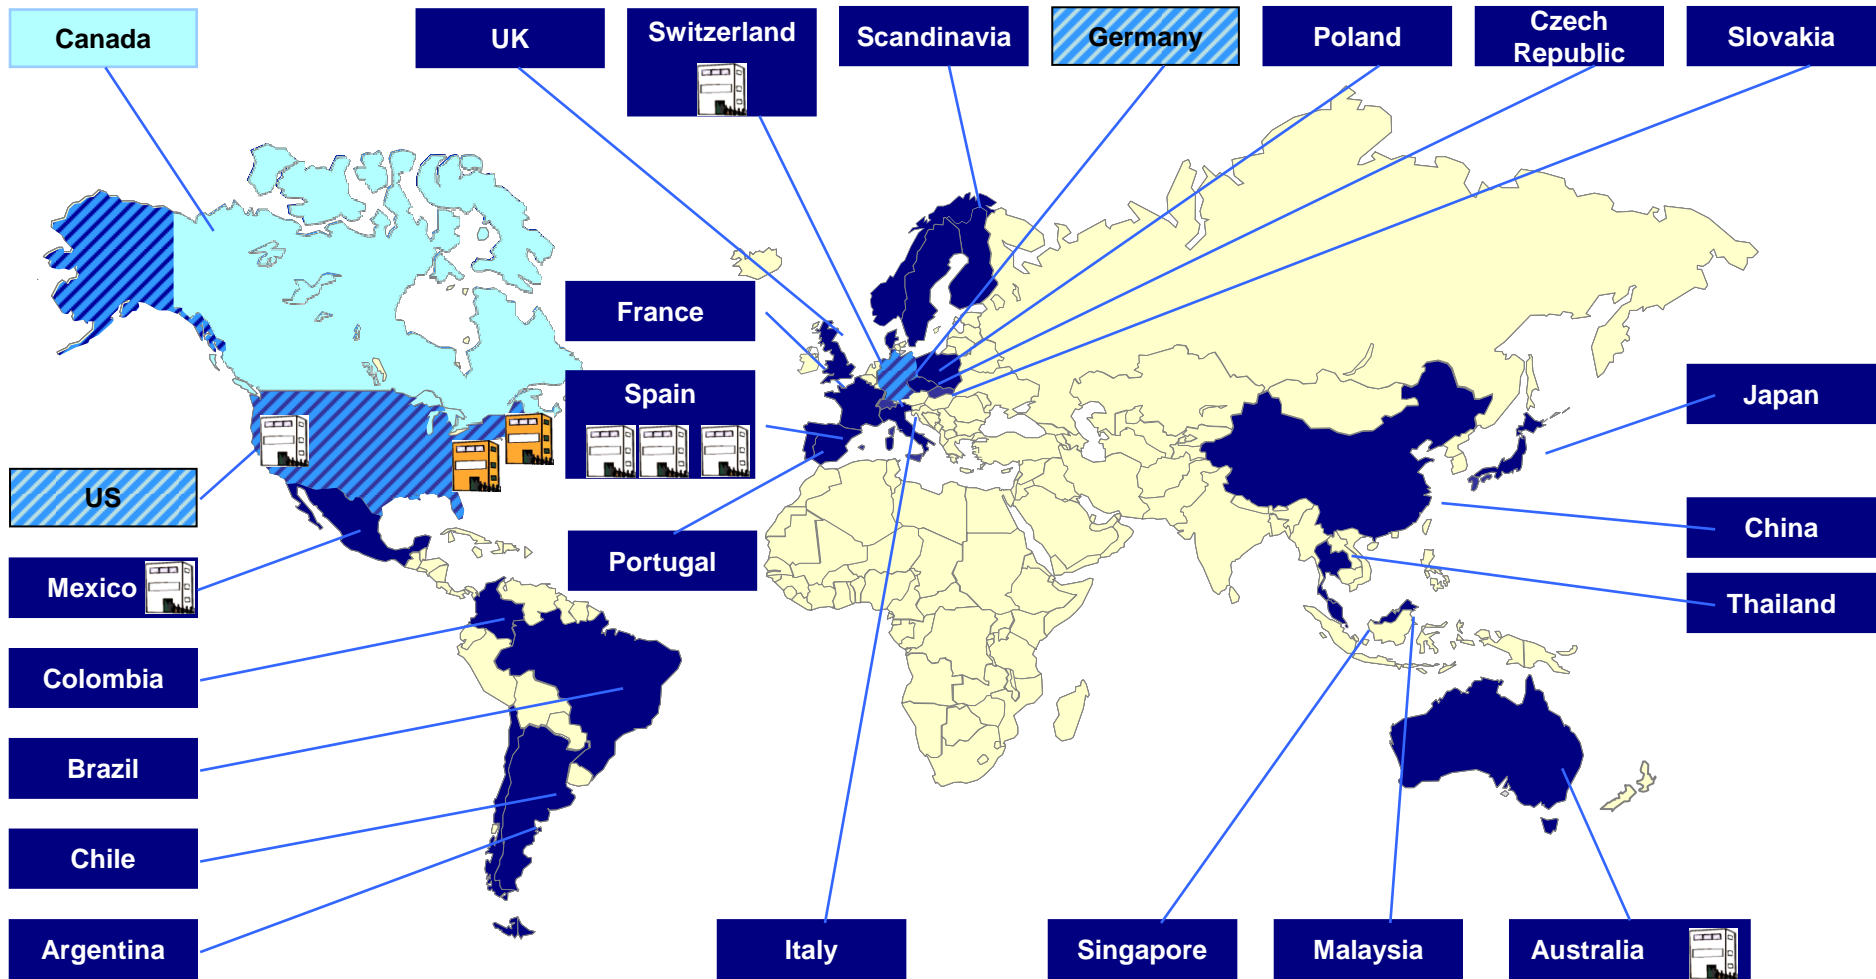 Canada
UK
Switzerland
Scandinavia
Germany
Poland
Czech
Republic
Slovakia
France
Spain
Japan
US
China
Mexico
Portugal
Thailand
Colombia
Brazil
Chile
Argentina
Italy
Singapore
Malaysia
Australia